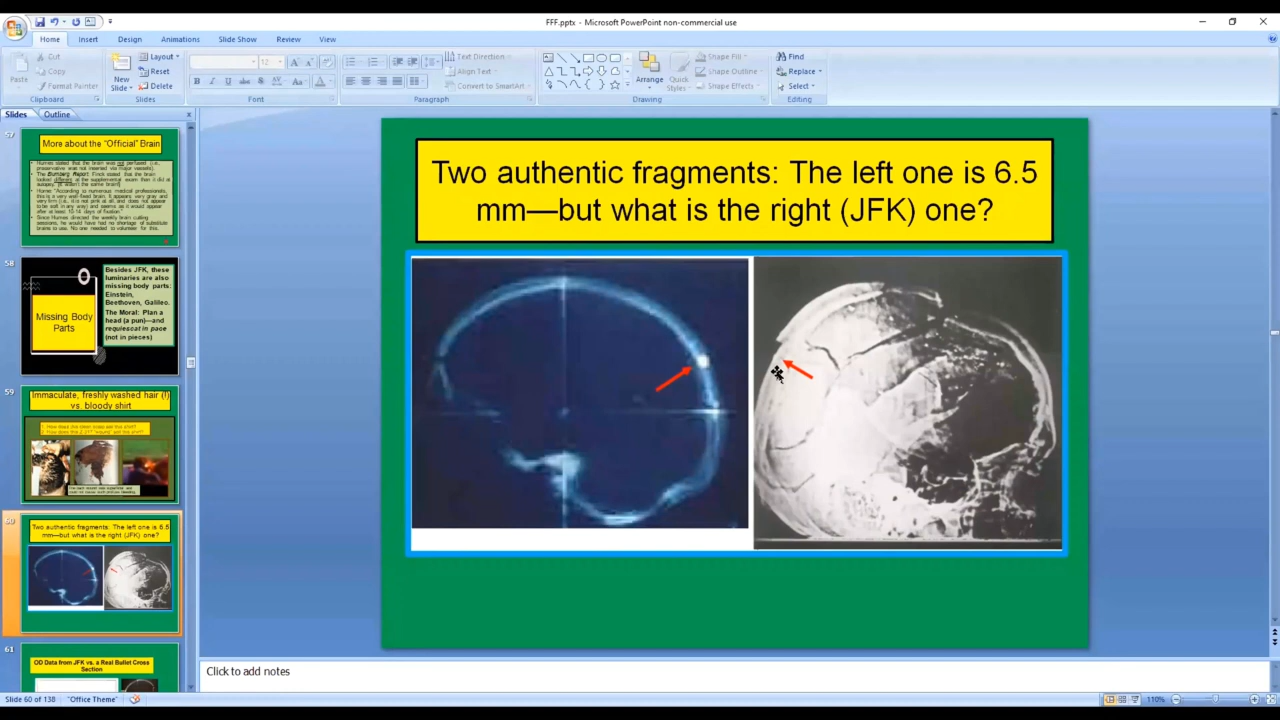 FFF.pptx - Microsoft PowerPoint non-commercial use
Home Insert Design Animations Slide Show Review View
Paste
Cut
Copy
Format Painter
Clipboard
New Slide
Layout
Reset
Delete
Slides
12
Font
Paragraph
Text Direction
Align Text
Convert to SmartArt
Arrange
Quick Styles
Shape Fill
Shape Outline
Shape Effects
Drawing
Find
Replace
Select
Editing
Slides Outline
57
More about the "Official" Brain
58
Missing Body
Parts
Besides JFK, these
luminaries are also
missing body parts:
Einstein,
Beethoven, Galileo.
The Moral: Plan a
head (a pun)—and
requiescat in pace
(not in pieces)
59
Immaculate, freshly washed hair (!)
vs. bloody shirt
60
Two authentic fragments: The left one is 6.5
mm—but what is the right (JFK) one?
61
OD Data from JFK vs. a Real Bullet Cross
Section
Two authentic fragments: The left one is 6.5
mm—but what is the right (JFK) one?
Click to add notes
Slide 60 of 138 "Office Theme" 110%